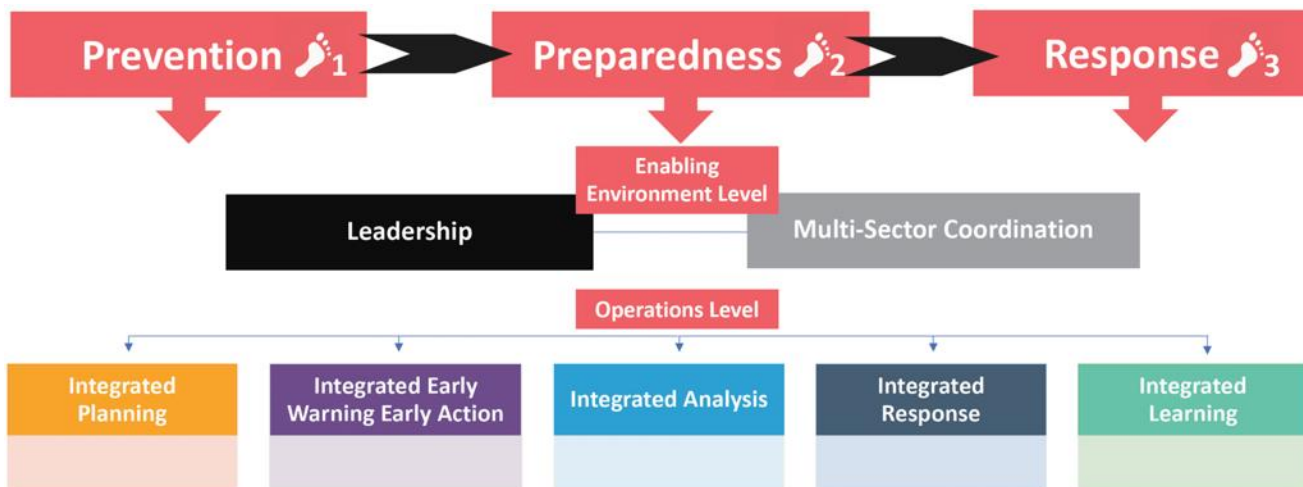 Prevention 1
Preparedness 2
Response 3
Enabling
Environment Level
Leadership
Multi-Sector Coordination
Operations Level
Integrated
Planning
Integrated Early
Warning Early Action
Integrated Analysis
Integrated
Response
Integrated
Learning